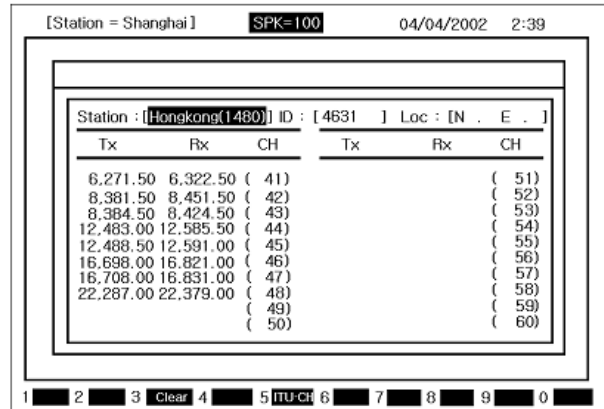 [Station = Shanghai] SPK=100 04/04/2002 2:39
Station :[Hongkong(1480)] ID : [4631 ] Loc : [N . E . ]
Tx Rx CH Tx Rx CH
6,271.50 6,322.50 ( 41) ( 51)
8,381.50 8,451.50 ( 42) ( 52)
8,384.50 8,424.50 ( 43) ( 53)
12,483.00 12,585.50 ( 44) ( 54)
12,488.50 12,591.00 ( 45) ( 55)
16,698.00 16.821.00 ( 46) ( 56)
16,708.00 16.831.00 ( 47) ( 57)
22,287.00 22,379.00 ( 48) ( 58)
( 49) ( 59)
( 50) ( 60)
1 2 3 Clear 4 5 ITU-CH 6 7 8 9 0